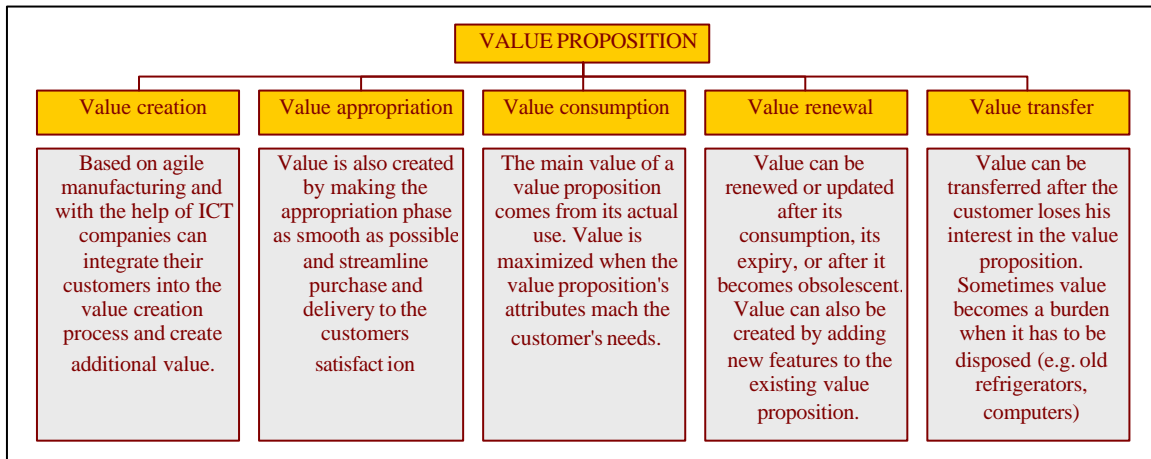 VALUE PROPOSITION
Value creation
Value appropriation
Value consumption
Value renewal
Value transfer
Based on agile
manufacturing and
with the help of ICT
companies can
integrate their
customers into the
value creation
process and create
additional value.
Value is also created
by making the
appropriation phase
as smooth as possible
and streamline
purchase and
delivery to the
customers
satisfact ion
The main value of a
value proposition
comes from its actual
use. Value is
maximized when the
value proposition's
attributes mach the
customer's needs.
Value can be
renewed or updated
after its
consumption, its
expiry, or after it
becomes obsolescent.
Value can also be
created by adding
new features to the
existing value
proposition.
Value can be
transferred after the
customer loses his
interest in the value
proposition.
Sometimes value
becomes a burden
when it has to be
disposed (e.g. old
refrigerators,
computers)